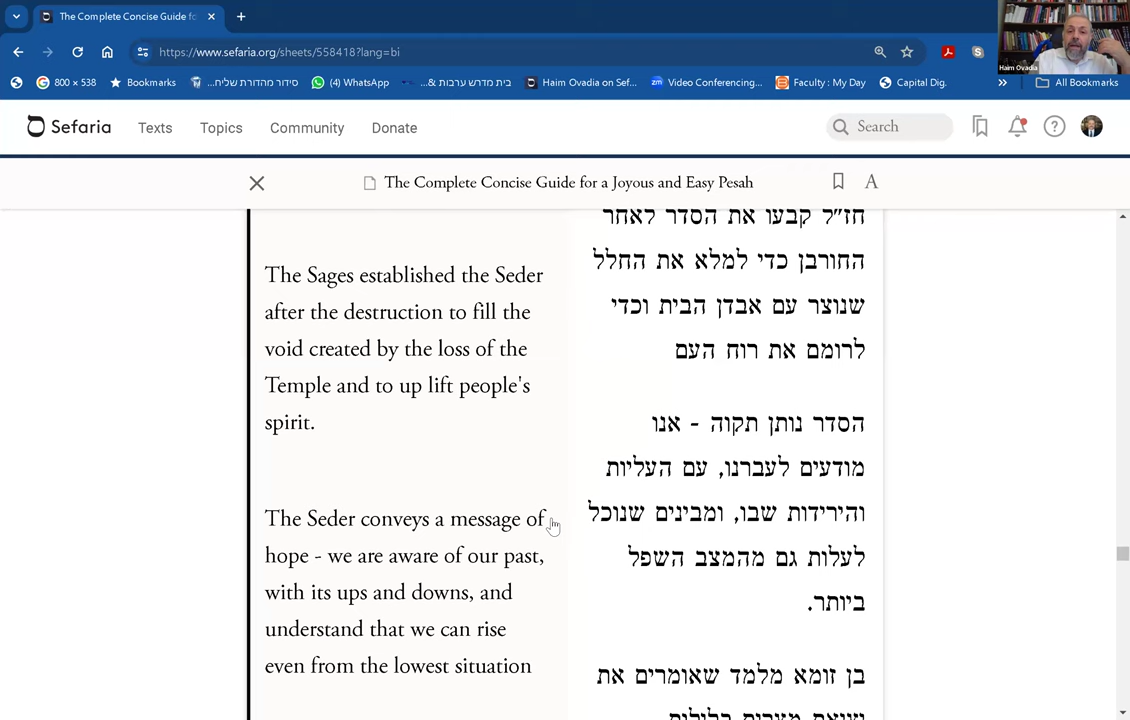 The Complete Concise Guide fo
https://www.sefaria.org/sheets/558418?lang=bi
800 x 538
Bookmarks
סידור מהדורת שליח...
(4) WhatsApp
בית מדרש ערבות &...
Haim Ovadia on Sef...
zm Video Conferencing...
Faculty : My Day
Capital Dig.
All Bookmarks
Haim Ovadia
Sefaria
Texts
Topics
Community
Donate
Search
The Complete Concise Guide for a Joyous and Easy Pesah
A
The Sages established the Seder
after the destruction to fill the
void created by the loss of the
Temple and to up lift people's
spirit.
The Seder conveys a message of
hope - we are aware of our past,
with its ups and downs, and
understand that we can rise
even from the lowest situation
חז"ל קבעו את הסדר לאחר
החורבן כדי למלא את החלל
שנוצר עם אבדן הבית וכדי
לרומם את רוח העם
הסדר נותן תקוה - אנו
מודעים לעברנו, עם העליות
והירידות שבו, ומבינים שנוכל
לעלות גם מהמצב השפל
ביותר.
בן זומא מלמד שאומרים את
יציאת מצרים בלילות